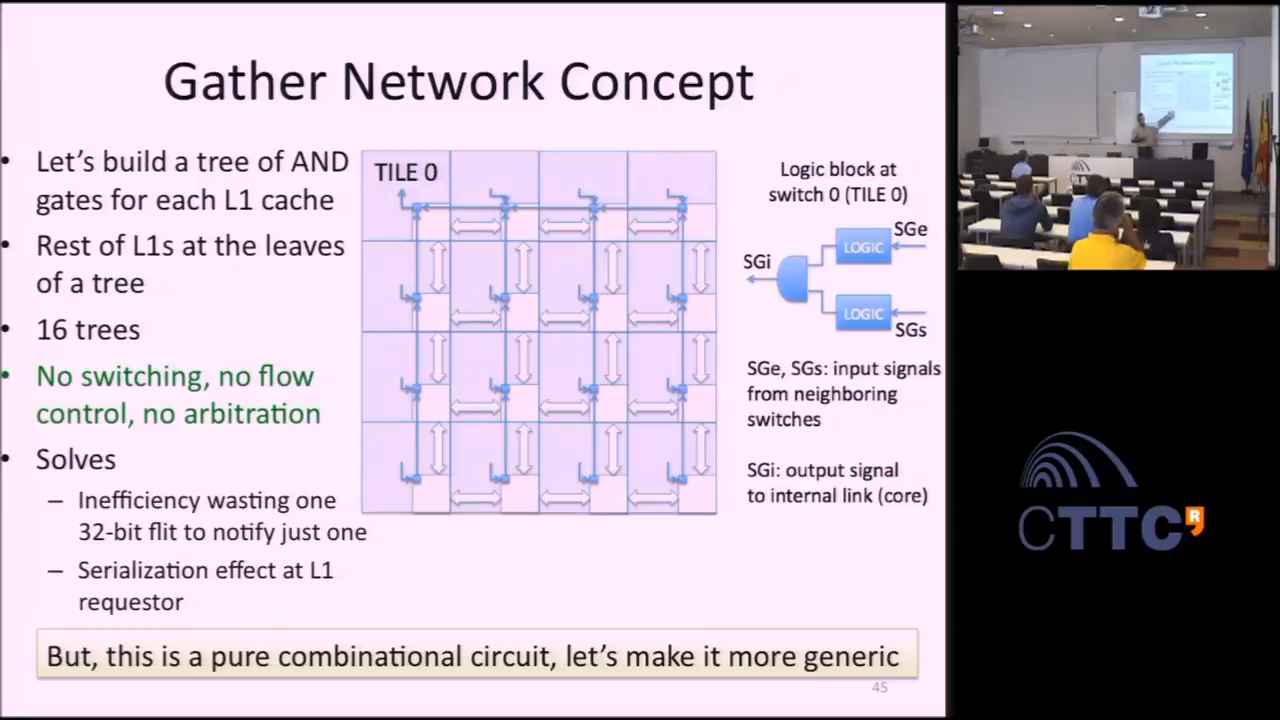 Gather Network Concept
• Let's build a tree of AND
gates for each L1 cache
• Rest of L1s at the leaves
of a tree
• 16 trees
• No switching, no flow
control, no arbitration
• Solves
– Inefficiency wasting one
32-bit flit to notify just one
– Serialization effect at L1
requestor
TILE 0
Logic block at
switch 0 (TILE 0)
SGe
LOGIC
SGi
LOGIC
SGs
SGe, SGs: input signals
from neighboring
switches
SGi: output signal
to internal link (core)
But, this is a pure combinational circuit, let's make it more generic
45
CTTC
CTTC R